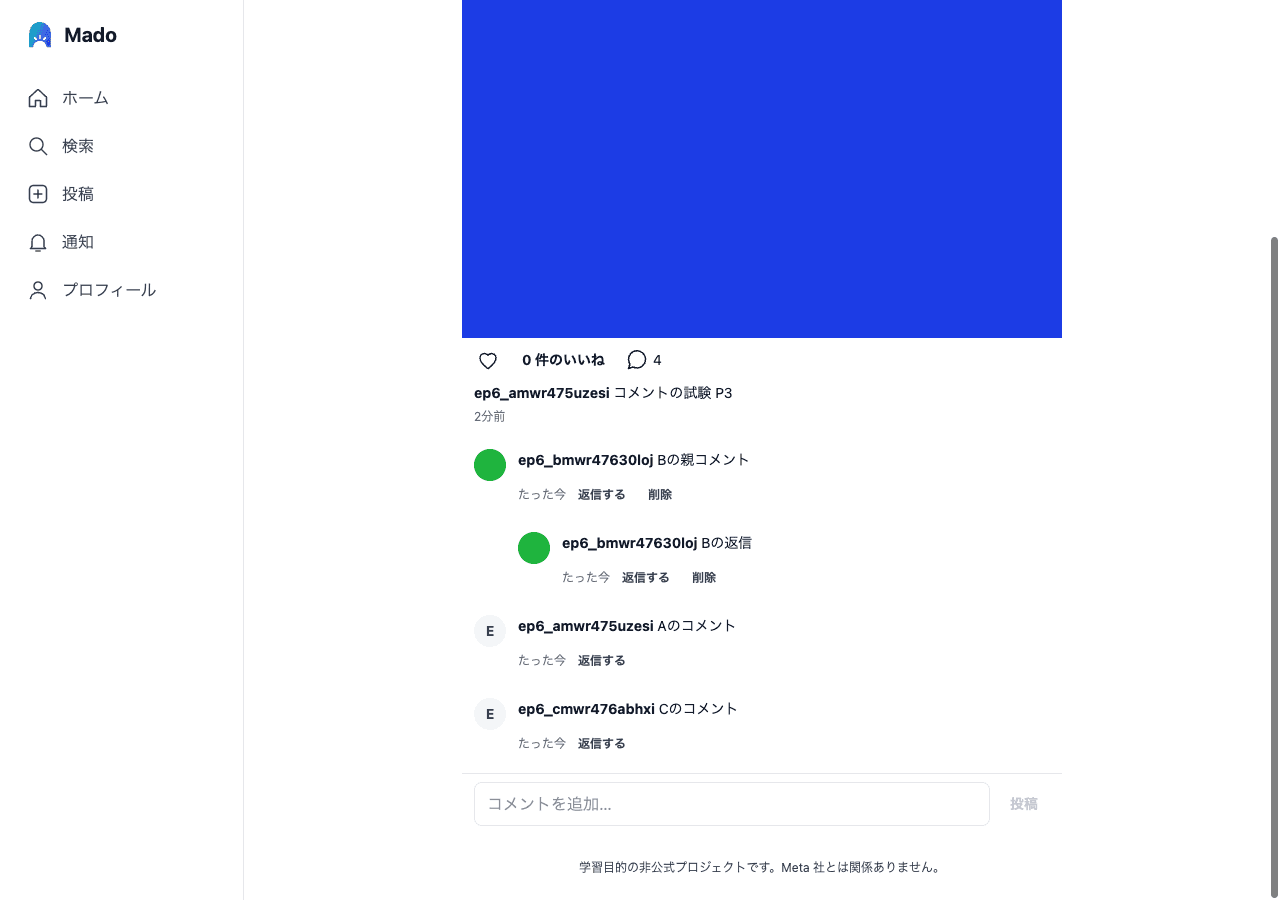 Mado
ホーム
検索
投稿
通知
プロフィール
0 件のいいね 4
ep6_amwr475uzesi コメントの試験 P3
2分前
ep6_bmwr47630loj Bの親コメント
たった今 返信する 削除
ep6_bmwr47630loj Bの返信
たった今 返信する 削除
E
ep6_amwr475uzesi Aのコメント
たった今 返信する
E
ep6_cmwr476abhxi Cのコメント
たった今 返信する
コメントを追加... 投稿
学習目的の非公式プロジェクトです。Meta 社とは関係ありません。